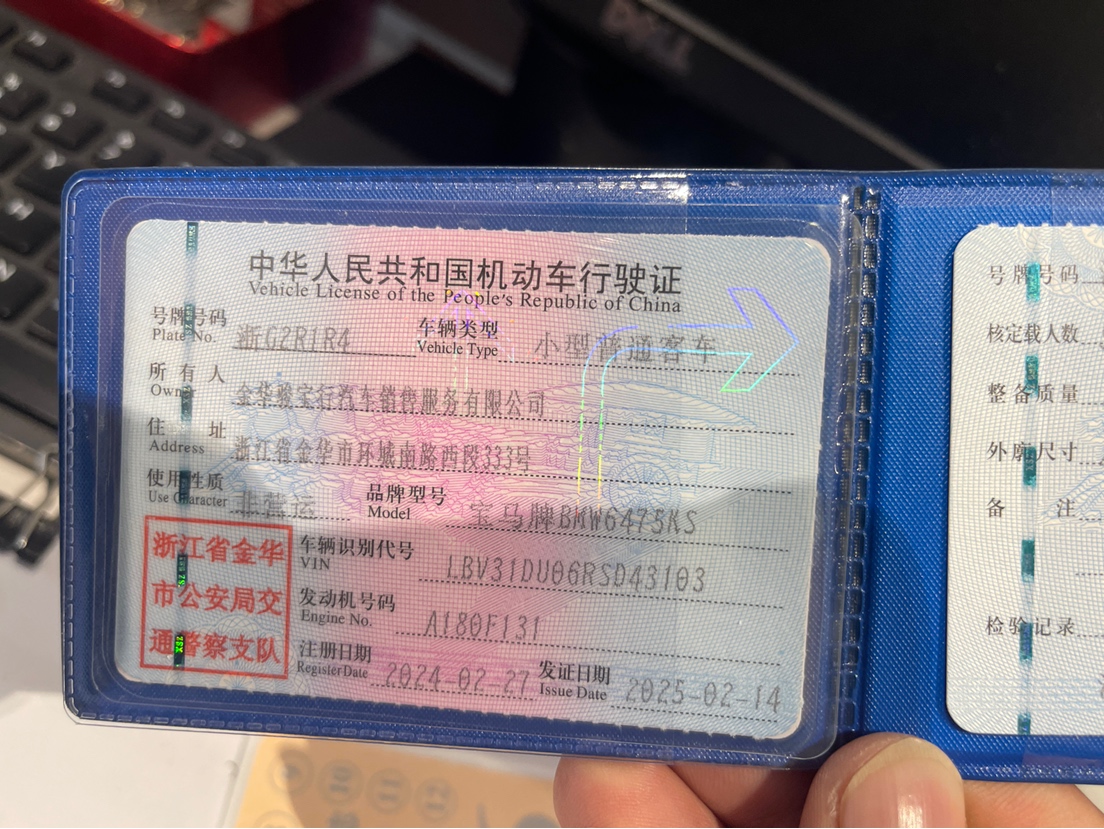 DELL
中华人民共和国机动车行驶证
Vehicle License of the People's Republic of China
号牌号码 浙G2R1R4 车辆类型 小型普通客车
Plate No. Vehicle Type
所有人 金华骏宝行汽车销售服务有限公司
Owner
住址 浙江省金华市环城南路西段333号
Address
使用性质 非营运 品牌型号 宝马牌BMW6475KS
Use Character Model
浙江省金华
市公安局交
通警察支队
车辆识别代号 LBV31DU06RSD43103
VIN
发动机号码 A180F131
Engine No.
注册日期 2024-02-27 发证日期 2025-02-14
Register Date Issue Date
号牌号码
核定载人数
整备质量
外廓尺寸
备注
检验记录
9 10 11 12